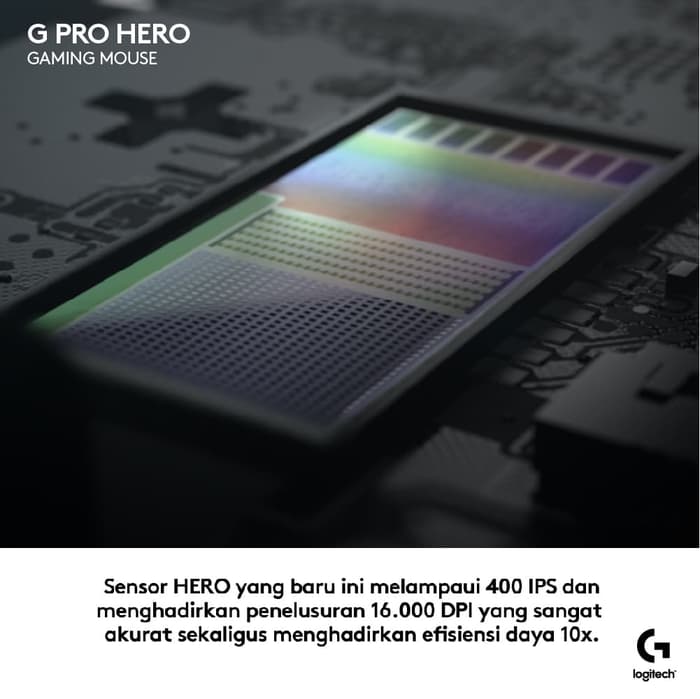 G PRO HERO
GAMING MOUSE
Sensor HERO yang baru ini melampaui 400 IPS dan
menghadirkan penelusuran 16.000 DPI yang sangat
akurat sekaligus menghadirkan efisiensi daya 10x.
logitech